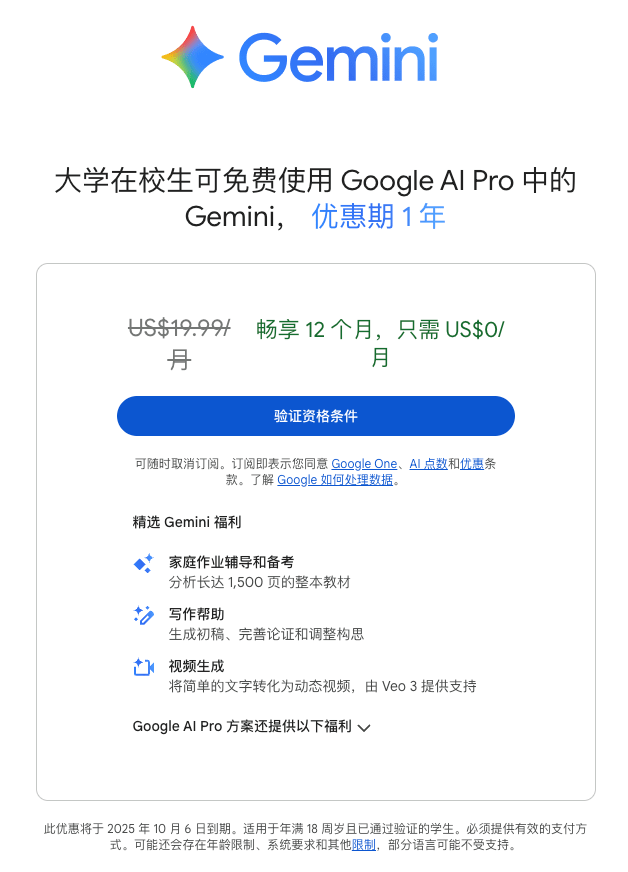 Gemini
大学在校生可免费使用 Google AI Pro 中的
Gemini， 优惠期 1 年
US$19.99/
月
畅享 12 个月，只需 US$0/
月
验证资格条件
可随时取消订阅。订阅即表示您同意 Google One、AI 点数和优惠条
款。了解 Google 如何处理数据。
精选 Gemini 福利
家庭作业辅导和备考
分析长达 1,500 页的整本教材
写作帮助
生成初稿、完善论证和调整构思
视频生成
将简单的文字转化为动态视频，由 Veo 3 提供支持
Google AI Pro 方案还提供以下福利
此优惠将于 2025 年 10 月 6 日到期。适用于年满 18 周岁且已通过验证的学生。必须提供有效的支付方
式。可能还会存在年龄限制、系统要求和其他限制，部分语言可能不受支持。